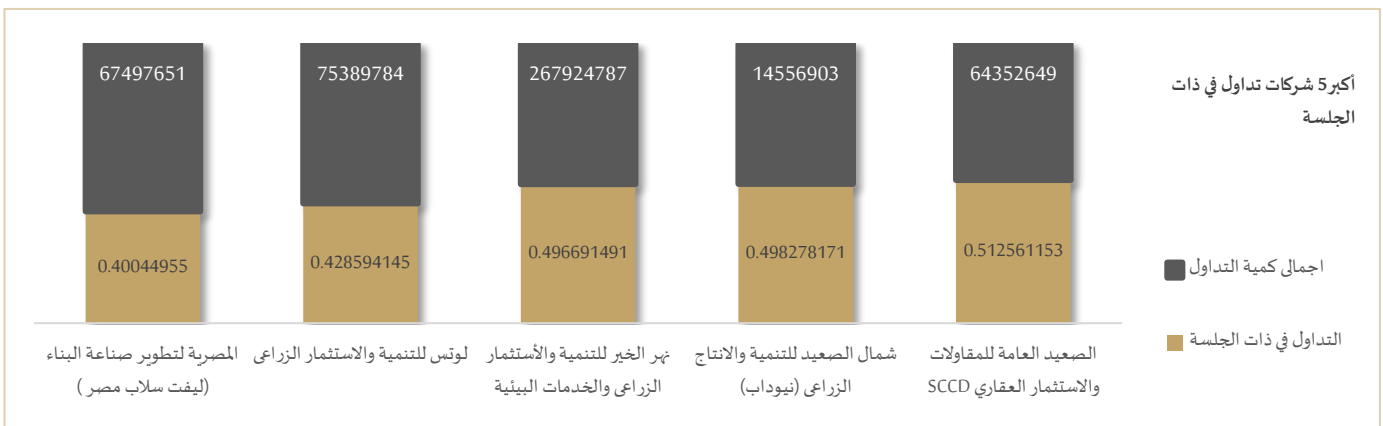 أكبر 5 شركات تداول في ذات
الجلسة
64352649
14556903
267924787
75389784
67497651
0.512561153
0.498278171
0.496691491
0.428594145
0.40044955
اجمالى كمية التداول
التداول في ذات الجلسة
الصعيد العامة للمقاولات
والاستثمار العقاري SCCD
شمال الصعيد للتنمية والانتاج
الزراعى (نيوداب)
نهر الخير للتنمية والأستثمار
الزراعى والخدمات البيئية
لوتس للتنمية والاستثمار الزراعى
المصرية لتطوير صناعة البناء
(ليفت سلاب مصر )